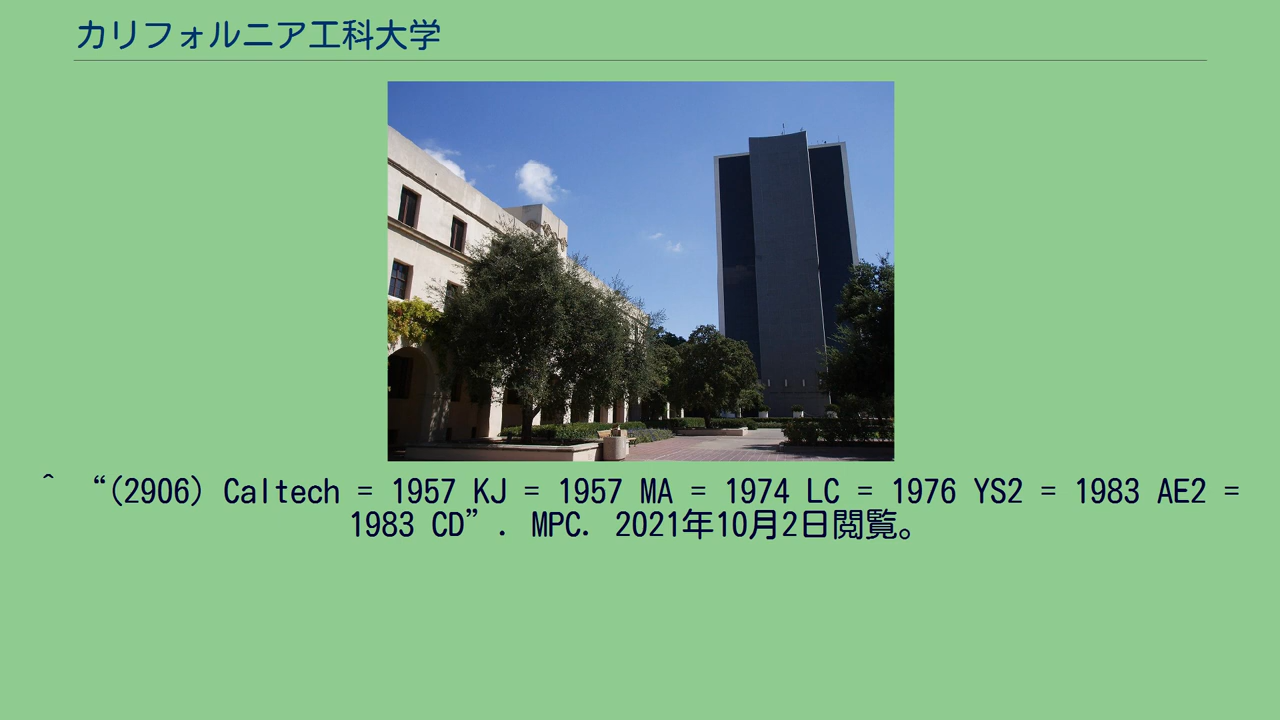 カリフォルニア工科大学
^ “(2906) Caltech = 1957 KJ = 1957 MA = 1974 LC = 1976 YS2 = 1983 AE2 =
1983 CD”. MPC. 2021年10月2日閲覧。